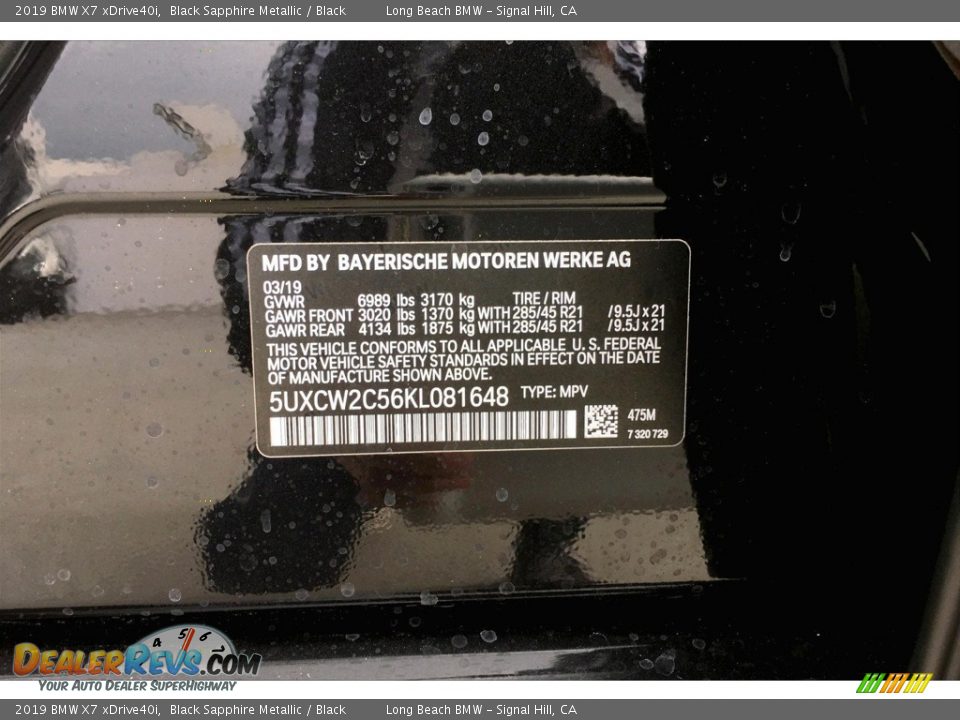 2019 BMW X7 xDrive40i, Black Sapphire Metallic / Black Long Beach BMW - Signal Hill, CA
MFD BY BAYERISCHE MOTOREN WERKE AG
03/19
GVWR 6989 lbs 3170 kg TIRE / RIM
GAWR FRONT 3020 lbs 1370 kg WITH 285/45 R21 /9.5J x 21
GAWR REAR 4134 lbs 1875 kg WITH 285/45 R21 /9.5J x 21
THIS VEHICLE CONFORMS TO ALL APPLICABLE U. S. FEDERAL
MOTOR VEHICLE SAFETY STANDARDS IN EFFECT ON THE DATE
OF MANUFACTURE SHOWN ABOVE.
5UXCW2C56KL081648 TYPE: MPV
475M
7 320 729
4 5 6
DEALERREVS.COM
YOUR AUTO DEALER SUPERHIGHWAY
2019 BMW X7 xDrive40i, Black Sapphire Metallic / Black Long Beach BMW - Signal Hill, CA